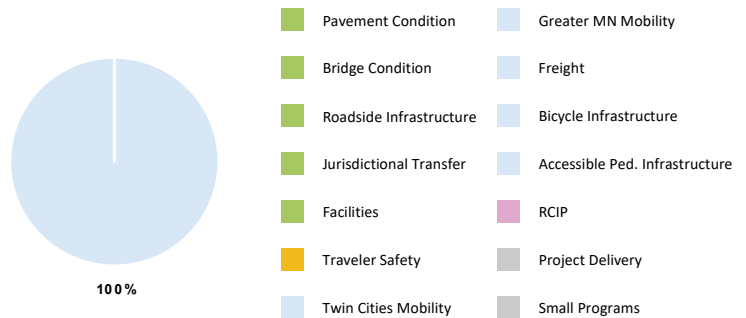 Pavement Condition
Bridge Condition
Roadside Infrastructure
Jurisdictional Transfer
Facilities
Traveler Safety
Twin Cities Mobility
Greater MN Mobility
Freight
Bicycle Infrastructure
Accessible Ped. Infrastructure
RCIP
Project Delivery
Small Programs
100%